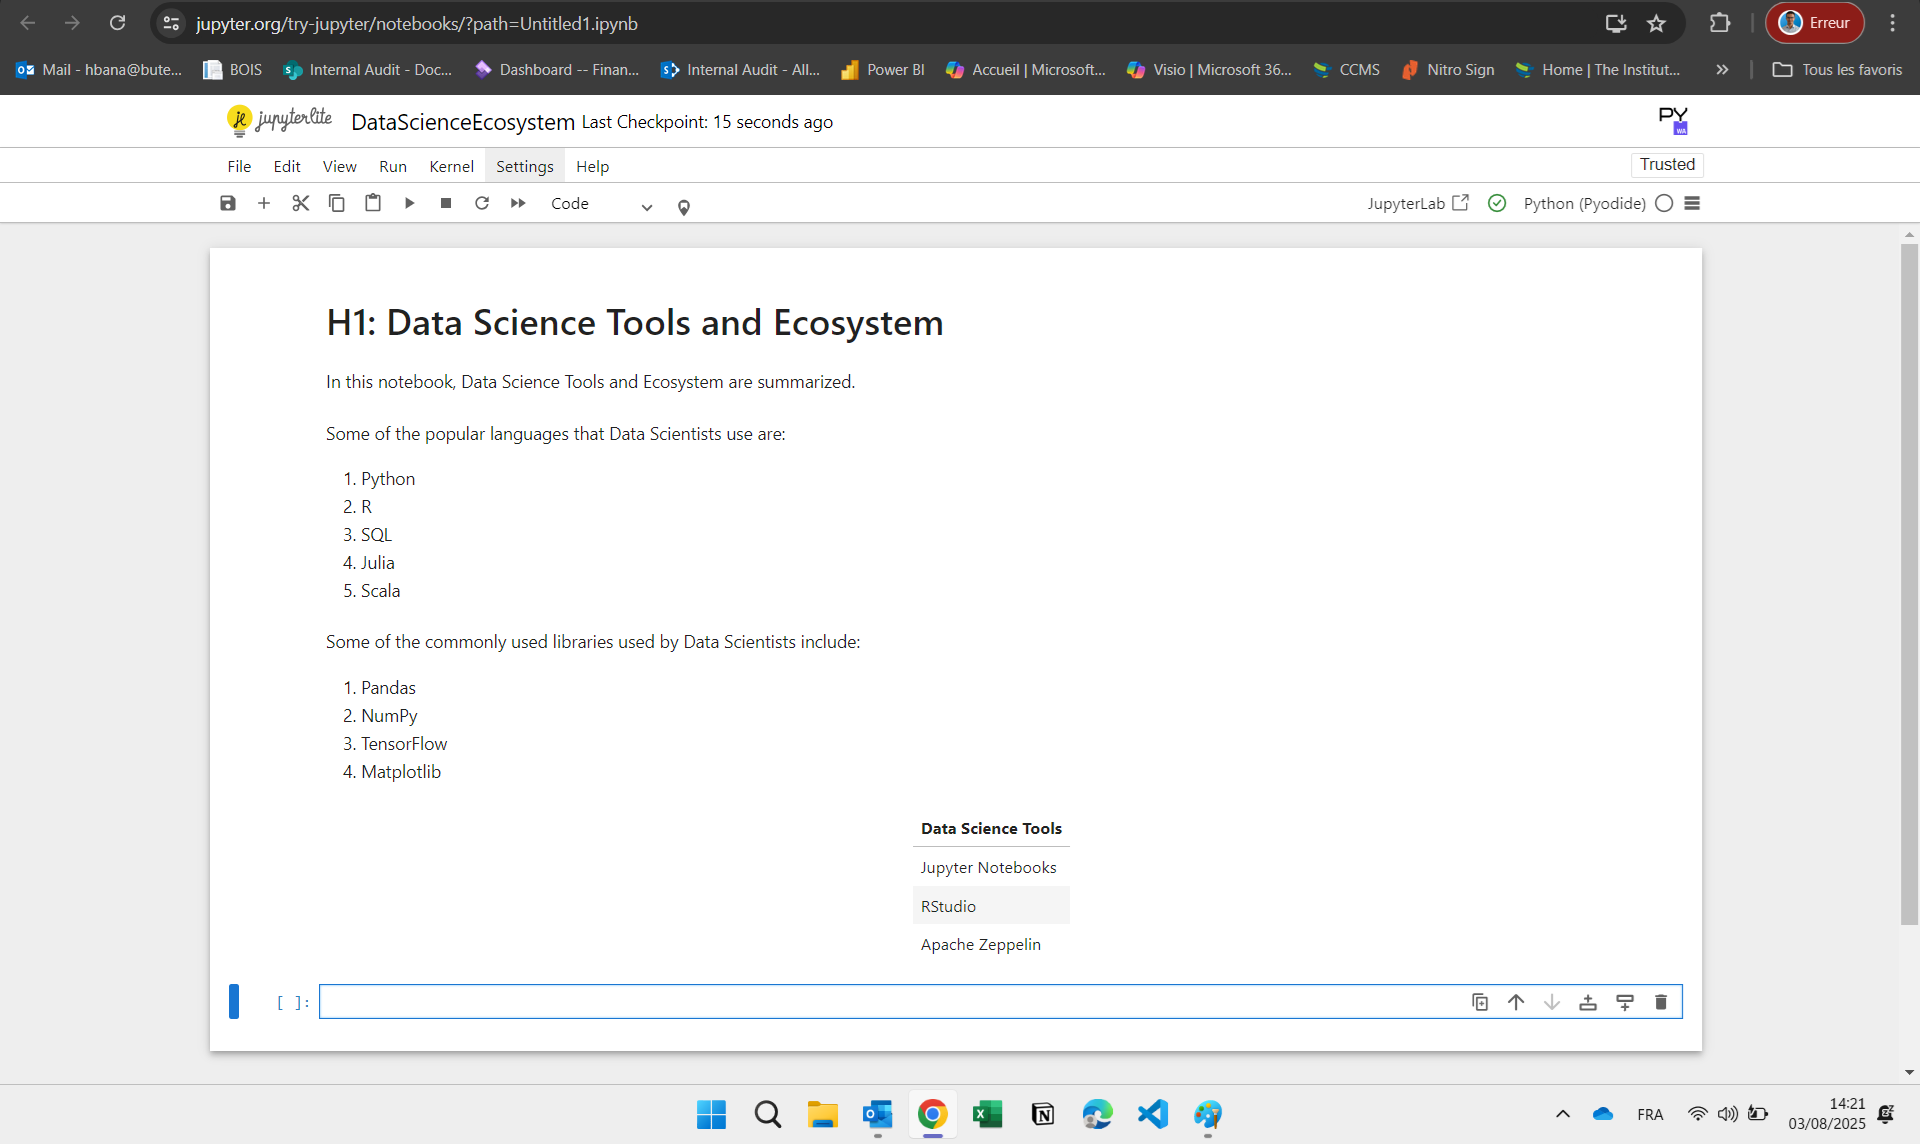 jupyter.org/try-jupyter/notebooks/?path=Untitled1.ipynb
Erreur
Mail - hbana@bute...
BOIS
Internal Audit - Doc...
Dashboard -- Finan...
Internal Audit - All...
Power BI
Accueil | Microsoft...
Visio | Microsoft 36...
CCMS
Nitro Sign
Home | The Institut...
Tous les favoris
jupyterlite
DataScienceEcosystem Last Checkpoint: 15 seconds ago
PY
WA
File Edit View Run Kernel Settings Help
Trusted
Code
JupyterLab
Python (Pyodide)
H1: Data Science Tools and Ecosystem
In this notebook, Data Science Tools and Ecosystem are summarized.
Some of the popular languages that Data Scientists use are:
1. Python
2. R
3. SQL
4. Julia
5. Scala
Some of the commonly used libraries used by Data Scientists include:
1. Pandas
2. NumPy
3. TensorFlow
4. Matplotlib
Data Science Tools
Jupyter Notebooks
RStudio
Apache Zeppelin
[ ]:
FRA
14:21
03/08/2025